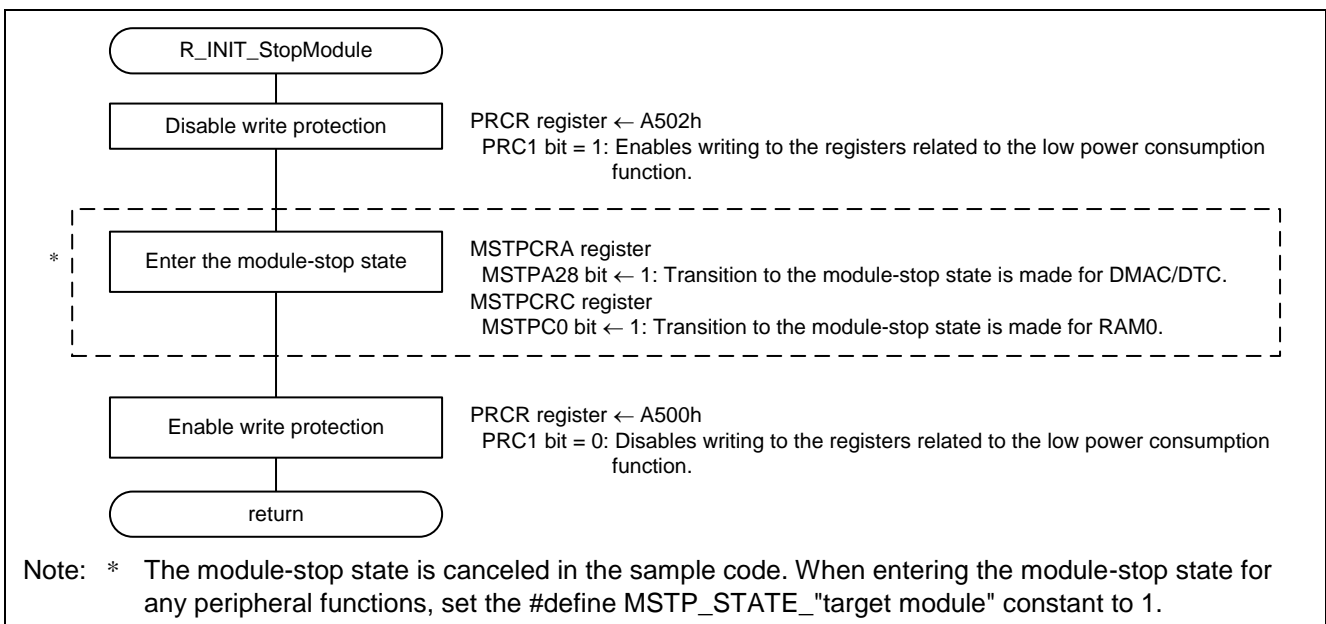 R_INIT_StopModule
Disable write protection
PRCR register ← A502h
PRC1 bit = 1: Enables writing to the registers related to the low power consumption
function.
*
Enter the module-stop state
MSTPCRA register
MSTPA28 bit ← 1: Transition to the module-stop state is made for DMAC/DTC.
MSTPCRC register
MSTPC0 bit ← 1: Transition to the module-stop state is made for RAM0.
Enable write protection
PRCR register ← A500h
PRC1 bit = 0: Disables writing to the registers related to the low power consumption
function.
return
Note: * The module-stop state is canceled in the sample code. When entering the module-stop state for
any peripheral functions, set the #define MSTP_STATE_"target module" constant to 1.